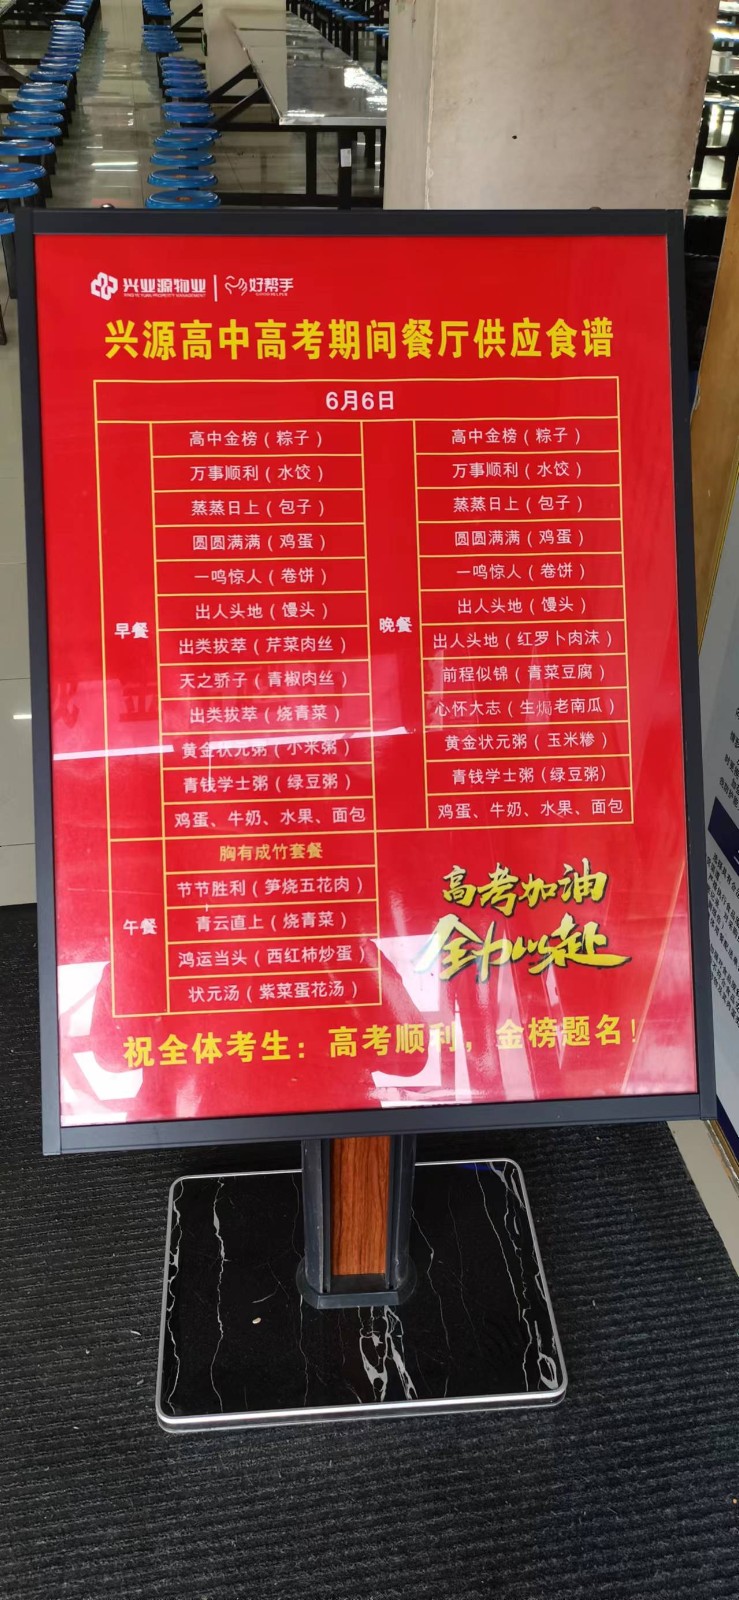 兴业源物业 好帮手
兴源高中高考期间餐厅供应食谱
6月6日
早餐
高中金榜（粽子）
万事顺利（水饺）
蒸蒸日上（包子）
圆圆满满（鸡蛋）
一鸣惊人（卷饼）
出人头地（馒头）
出类拔萃（芹菜肉丝）
天之骄子（青椒肉丝）
出类拔萃（烧青菜）
黄金状元粥（小米粥）
青钱学士粥（绿豆粥）
鸡蛋、牛奶、水果、面包
晚餐
高中金榜（粽子）
万事顺利（水饺）
蒸蒸日上（包子）
圆圆满满（鸡蛋）
一鸣惊人（卷饼）
出人头地（馒头）
出人头地（红罗卜肉沫）
前程似锦（青菜豆腐）
心怀大志（生焗老南瓜）
黄金状元粥（玉米糁）
青钱学士粥（绿豆粥）
鸡蛋、牛奶、水果、面包
午餐
胸有成竹套餐
节节胜利（笋烧五花肉）
青云直上（烧青菜）
鸿运当头（西红柿炒蛋）
状元汤（紫菜蛋花汤）
高考加油
全力以赴
祝全体考生：高考顺利，金榜题名！